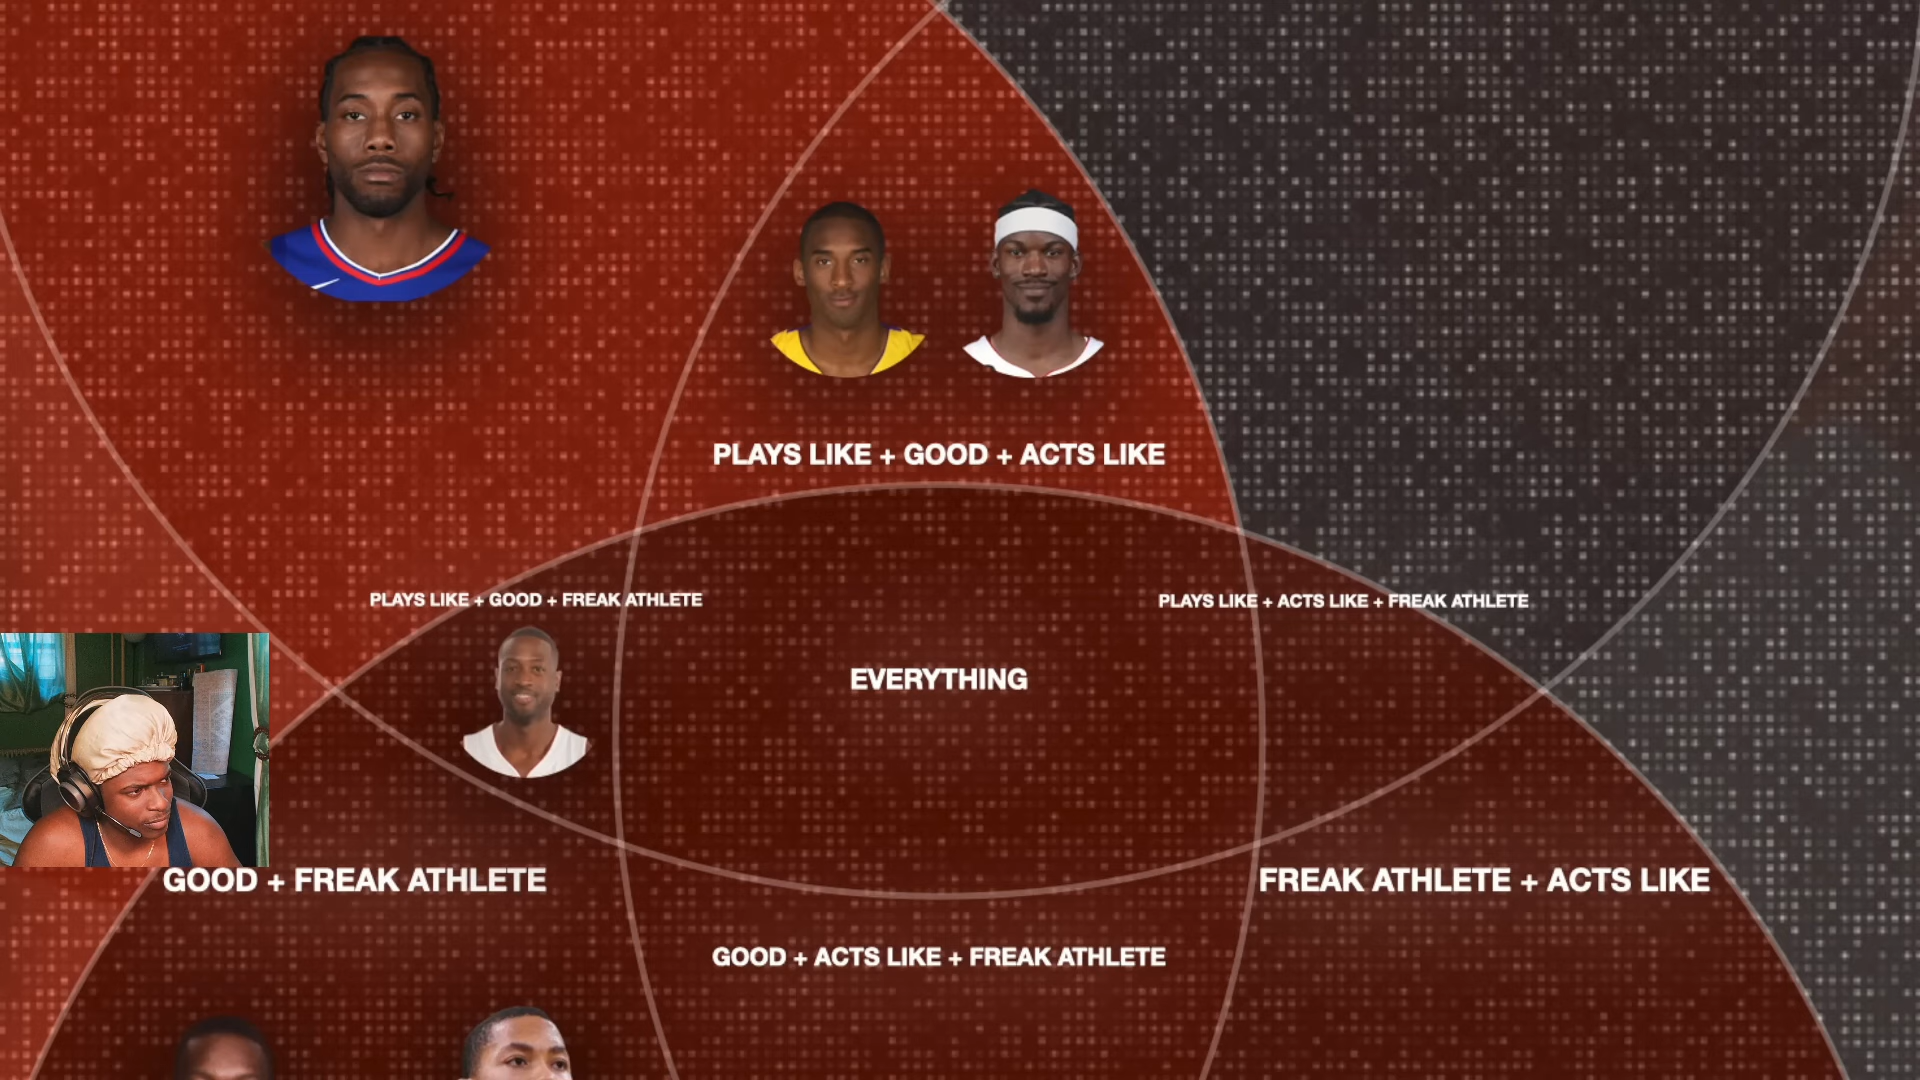 PLAYS LIKE + GOOD + ACTS LIKE
PLAYS LIKE + GOOD + FREAK ATHLETE
PLAYS LIKE + ACTS LIKE + FREAK ATHLETE
EVERYTHING
GOOD + FREAK ATHLETE
FREAK ATHLETE + ACTS LIKE
GOOD + ACTS LIKE + FREAK ATHLETE